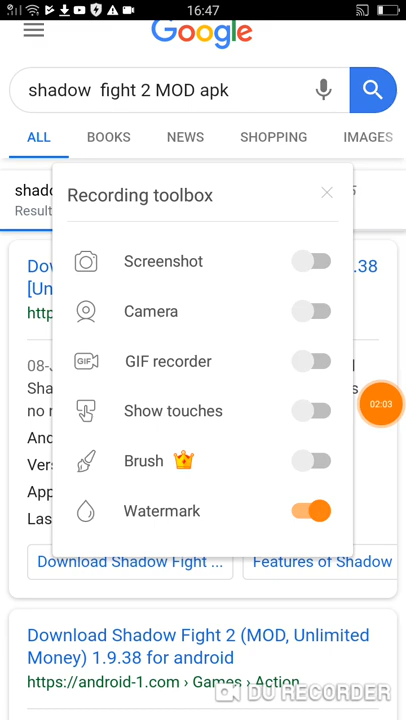 16:47
Google
shadow  fight 2 MOD apk
ALL BOOKS NEWS SHOPPING IMAGES
Recording toolbox
Screenshot
Camera
GIF recorder
Show touches
Brush
Watermark
02:03
Download Shadow Fight ... Features of Shadow
Download Shadow Fight 2 (MOD, Unlimited
Money) 1.9.38 for android
https://android-1.com › Games › Action
DU RECORDER